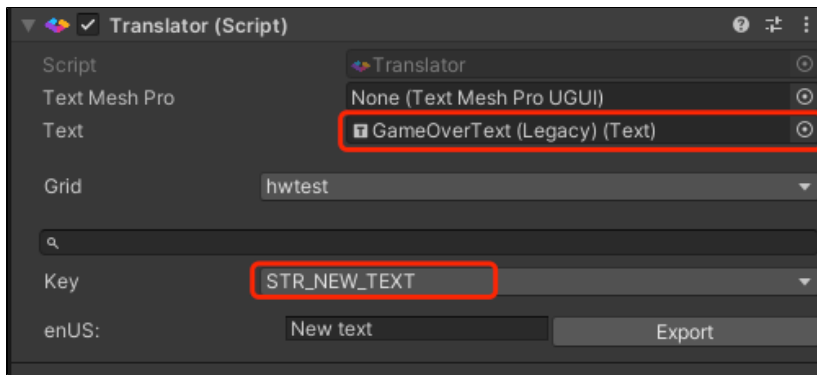 Translator (Script)
Script Translator
Text Mesh Pro None (Text Mesh Pro UGUI)
Text GameOverText (Legacy) (Text)
Grid hwtest
Key STR_NEW_TEXT
enUS: New text Export